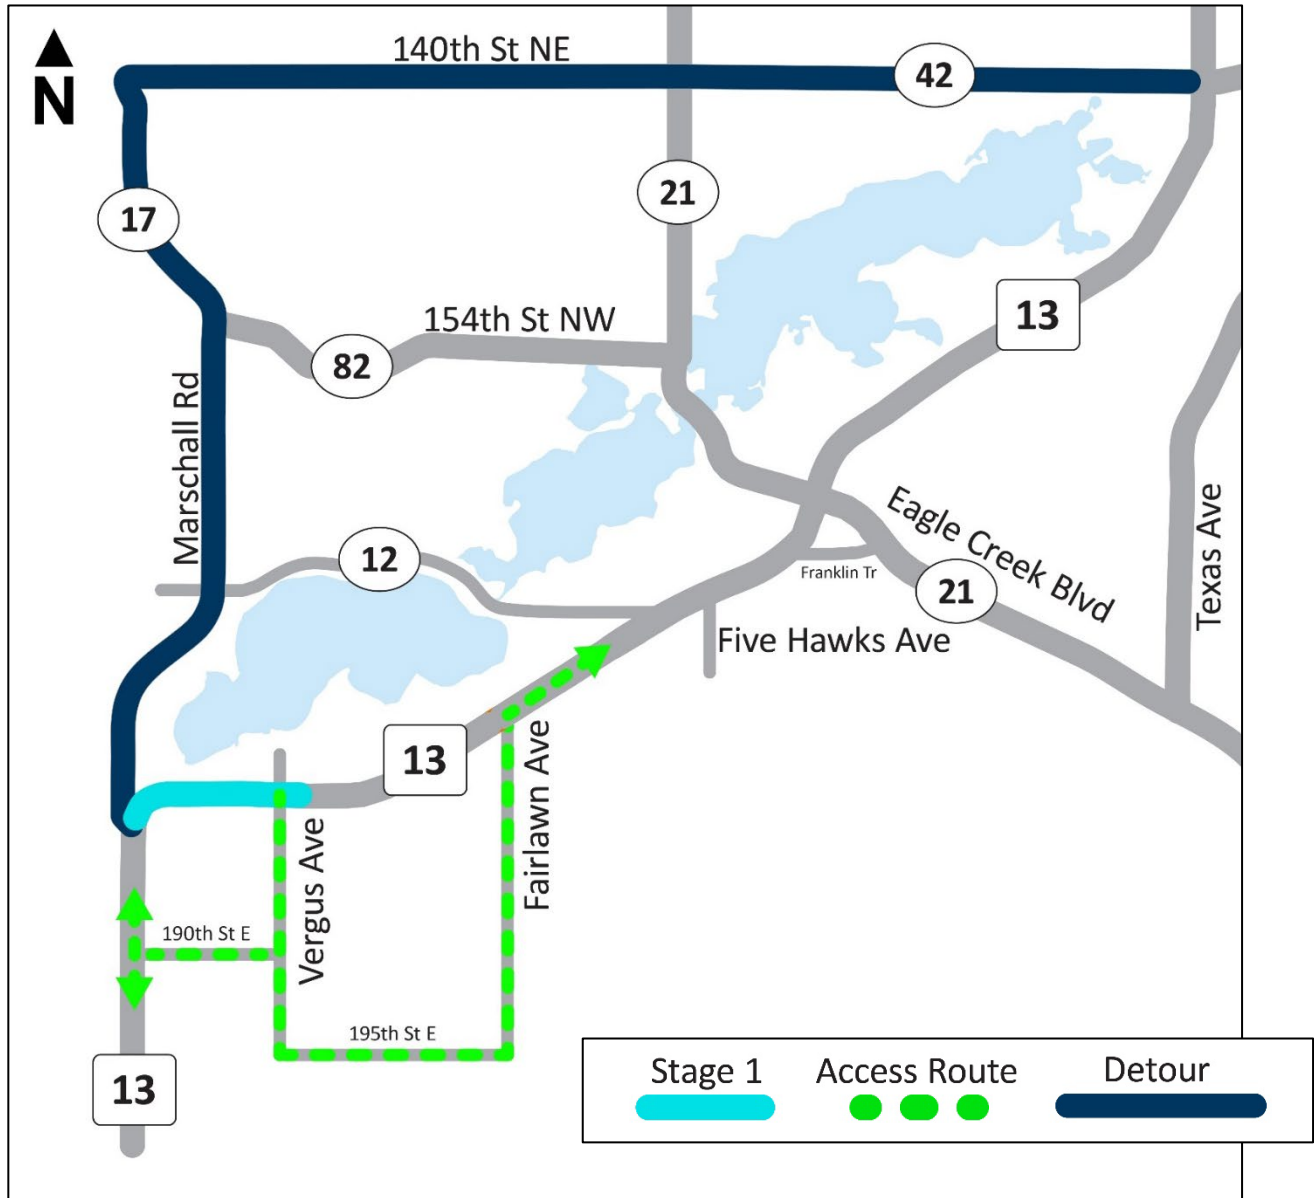 140th St NE
42
N
21
17
13
154th St NW
82
Marschall Rd
Eagle Creek Blvd
Texas Ave
12
Franklin Tr
21
Five Hawks Ave
13
Fairlawn Ave
Vergus Ave
190th St E
195th St E
13
Stage 1
Access Route
Detour